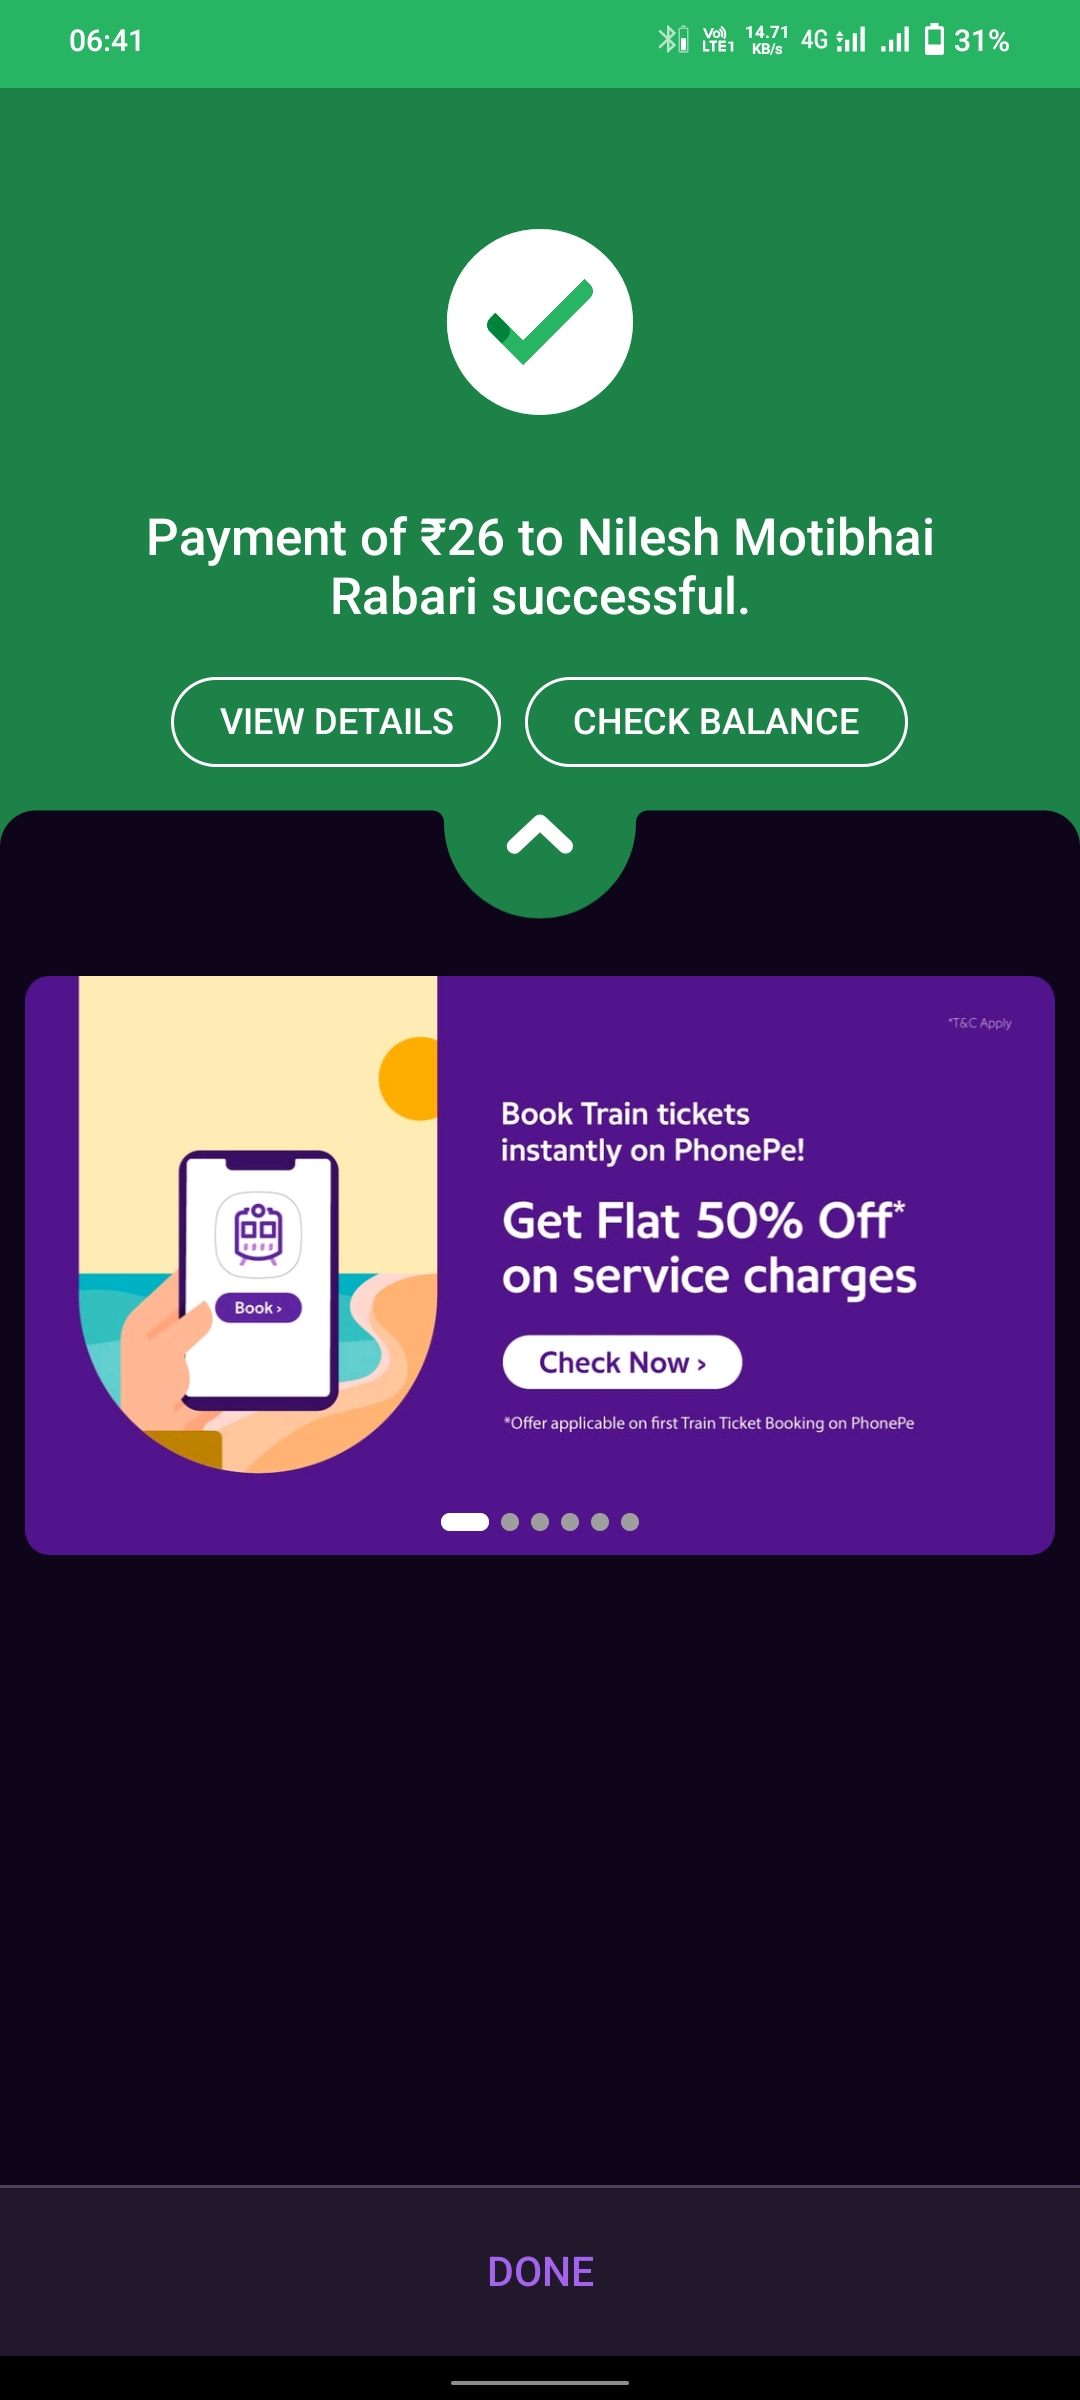 06:41
Vo)) LTE1
14.71 KB/s
4G
31%
Payment of ₹26 to Nilesh Motibhai
Rabari successful.
VIEW DETAILS
CHECK BALANCE
*T&C Apply
Book Train tickets
instantly on PhonePe!
Get Flat 50% Off*
on service charges
Book ›
Check Now ›
*Offer applicable on first Train Ticket Booking on PhonePe
DONE